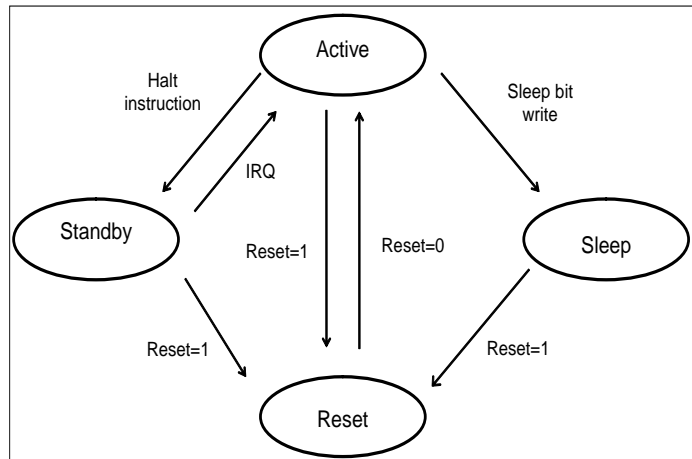 Active
Halt
instruction
Sleep bit
write
IRQ
Standby
Reset=1
Reset=0
Sleep
Reset=1
Reset=1
Reset